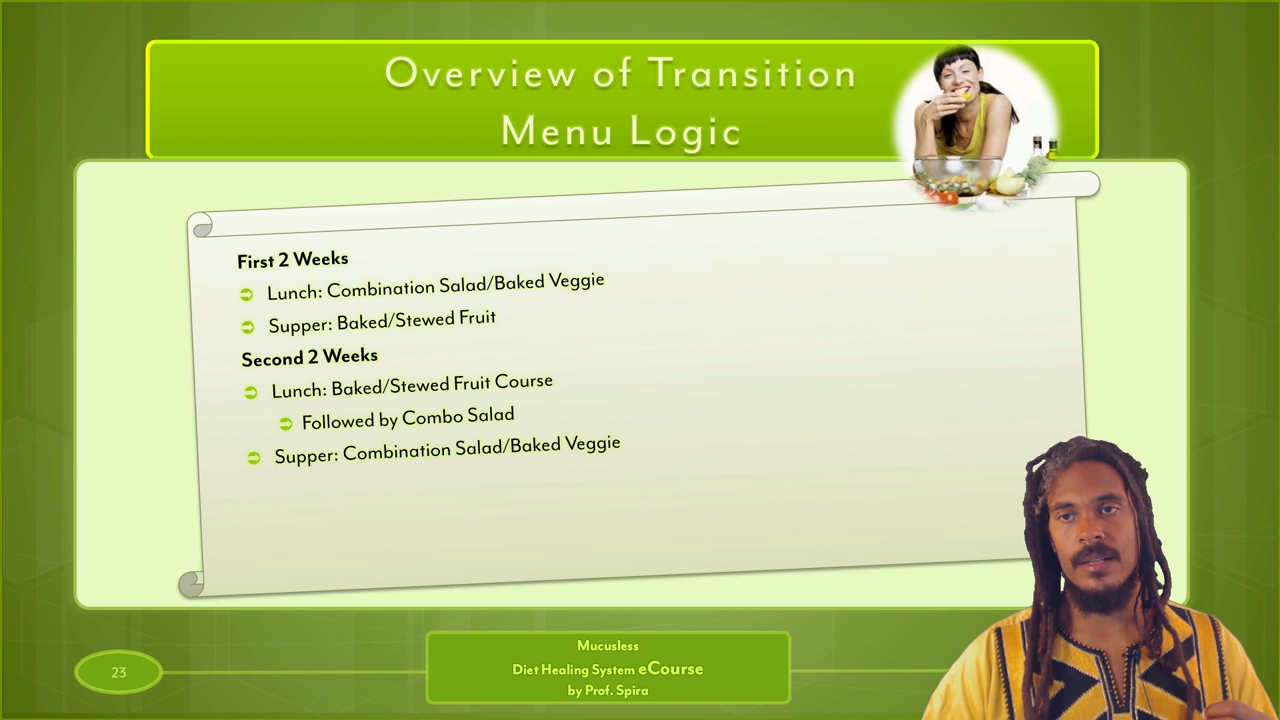 Overview of Transition
Menu Logic
First 2 Weeks
Lunch: Combination Salad/Baked Veggie
Supper: Baked/Stewed Fruit
Second 2 Weeks
Lunch: Baked/Stewed Fruit Course
Followed by Combo Salad
Supper: Combination Salad/Baked Veggie
23
Mucusless
Diet Healing System eCourse
by Prof. Spira